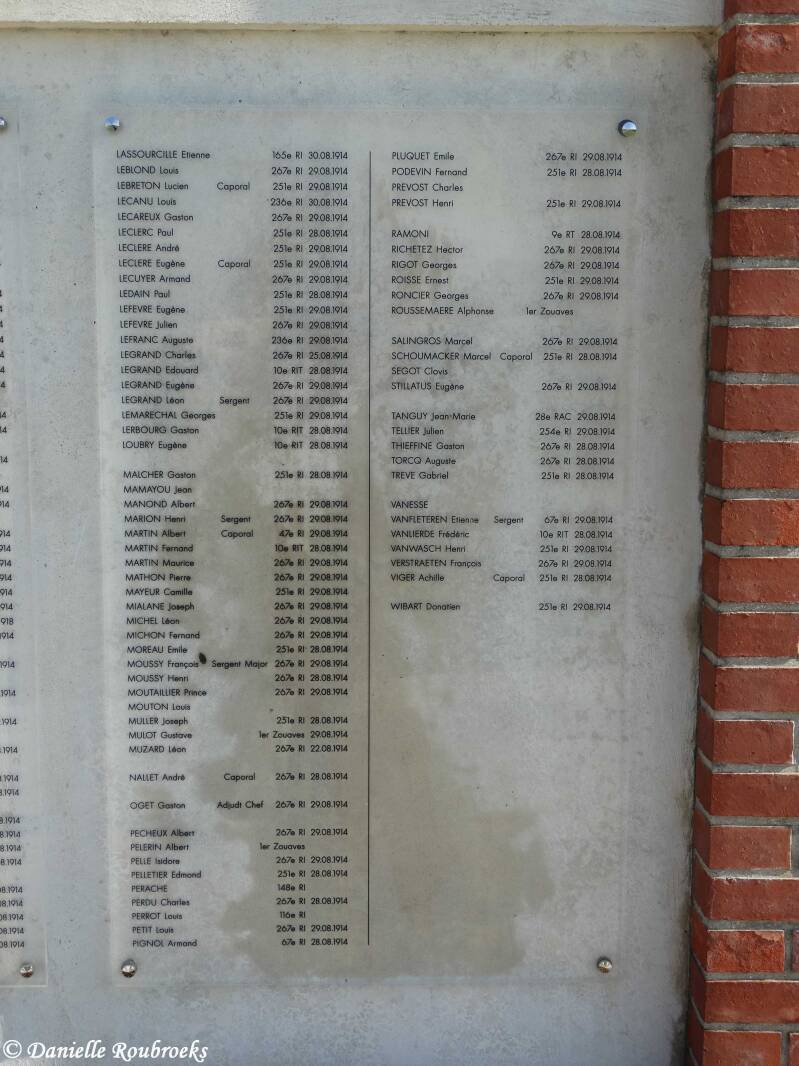 LASSOURCILLE Etienne 165e RI 30.08.1914
LEBLOND Louis 267e RI 29.08.1914
LEBRETON Lucien Caporal 251e RI 29.08.1914
LECANU Louis 236e RI 30.08.1914
LECAREUX Gaston 267e RI 29.08.1914
LECLERC Paul 251e RI 28.08.1914
LECLERE André 251e RI 29.08.1914
LECLERE Eugène Caporal 251e RI 29.08.1914
LECUYER Armand 267e RI 29.08.1914
LEDAIN Paul 251e RI 28.08.1914
LEFEVRE Eugène 251e RI 29.08.1914
LEFEVRE Julien 267e RI 29.08.1914
LEFRANC Auguste 236e RI 29.08.1914
LEGRAND Charles 267e RI 25.08.1914
LEGRAND Edouard 10e RIT 28.08.1914
LEGRAND Eugène 267e RI 29.08.1914
LEGRAND Léon Sergent 267e RI 29.08.1914
LEMARECHAL Georges 251e RI 29.08.1914
LERBOURG Gaston 10e RIT 28.08.1914
LOUBRY Eugène 10e RIT 28.08.1914
MALCHER Gaston 251e RI 28.08.1914
MAMAYOU Jean
MANOND Albert 267e RI 29.08.1914
MARION Henri Sergent 267e RI 29.08.1914
MARTIN Albert Caporal 47e RI 29.08.1914
MARTIN Fernand 10e RIT 28.08.1914
MARTIN Maurice 267e RI 29.08.1914
MATHON Pierre 267e RI 29.08.1914
MAYEUR Camille 251e RI 29.08.1914
MIALANE Joseph 267e RI 29.08.1914
MICHEL Léon 267e RI 29.08.1914
MICHON Fernand 267e RI 29.08.1914
MOREAU Emile 251e RI 28.08.1914
MOUSSY François Sergent Major 267e RI 29.08.1914
MOUSSY Henri 267e RI 28.08.1914
MOUTAILLIER Prince 267e RI 29.08.1914
MOUTON Louis
MULLER Joseph 251e RI 28.08.1914
MULOT Gustave 1er Zouaves 29.08.1914
MUZARD Léon 267e RI 22.08.1914
NALLET André Caporal 267e RI 28.08.1914
OGET Gaston Adjudt Chef 267e RI 29.08.1914
PECHEUX Albert 267e RI 29.08.1914
PELERIN Albert 1er Zouaves
PELLE Isidore 267e RI 29.08.1914
PELLETIER Edmond 251e RI 28.08.1914
PERACHE 148e RI
PERDU Charles 267e RI 28.08.1914
PERROT Louis 116e RI
PETIT Louis 267e RI 29.08.1914
PIGNOL Armand 67e RI 28.08.1914
PLUQUET Emile 267e RI 29.08.1914
PODEVIN Fernand 251e RI 28.08.1914
PREVOST Charles
PREVOST Henri 251e RI 29.08.1914
RAMONI 9e RT 28.08.1914
RICHETEZ Hector 267e RI 29.08.1914
RIGOT Georges 267e RI 29.08.1914
ROISSE Ernest 251e RI 29.08.1914
RONCIER Georges 267e RI 29.08.1914
ROUSSEMAERE Alphonse 1er Zouaves
SALINGROS Marcel 267e RI 29.08.1914
SCHOUMACKER Marcel Caporal 251e RI 28.08.1914
SEGOT Clovis
STILLATUS Eugène 267e RI 29.08.1914
TANGUY Jean-Marie 28e RAC 29.08.1914
TELLIER Julien 254e RI 29.08.1914
THIEFFINE Gaston 267e RI 28.08.1914
TORCQ Auguste 267e RI 28.08.1914
TREVE Gabriel 251e RI 28.08.1914
VANESSE
VANFLETEREN Etienne Sergent 67e RI 29.08.1914
VANLIERDE Frédéric 10e RIT 28.08.1914
VANWASCH Henri 251e RI 29.08.1914
VERSTRAETEN François 267e RI 29.08.1914
VIGER Achille Caporal 251e RI 28.08.1914
WIBART Donatien 251e RI 29.08.1914
© Danielle Roubroeks